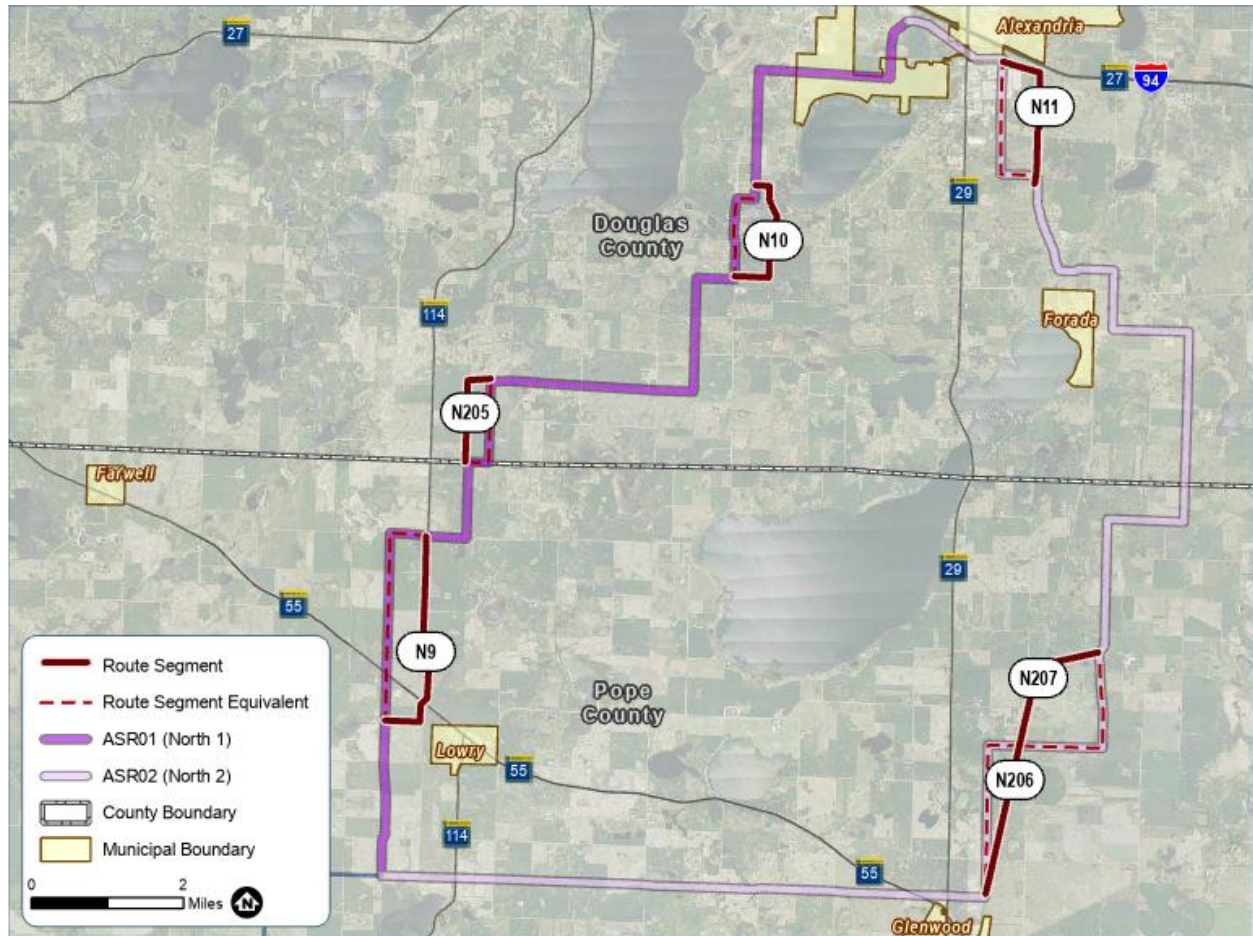 27
Alexandria
27
94
N11
29
N10
Douglas
County
Forada
114
N205
Farwell
29
55
N9
N207
Pope
County
Lowry
55
N206
114
55
Glenwood
Route Segment
Route Segment Equivalent
ASR01 (North 1)
ASR02 (North 2)
County Boundary
Municipal Boundary
0 2
Miles N